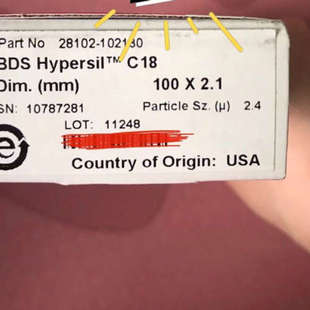 Part No 28102-102130
BDS Hypersil™ C18
Dim. (mm) 100 X 2.1
SN: 10787281 Particle Sz. (µ) 2.4
LOT: 11248
Country of Origin: USA